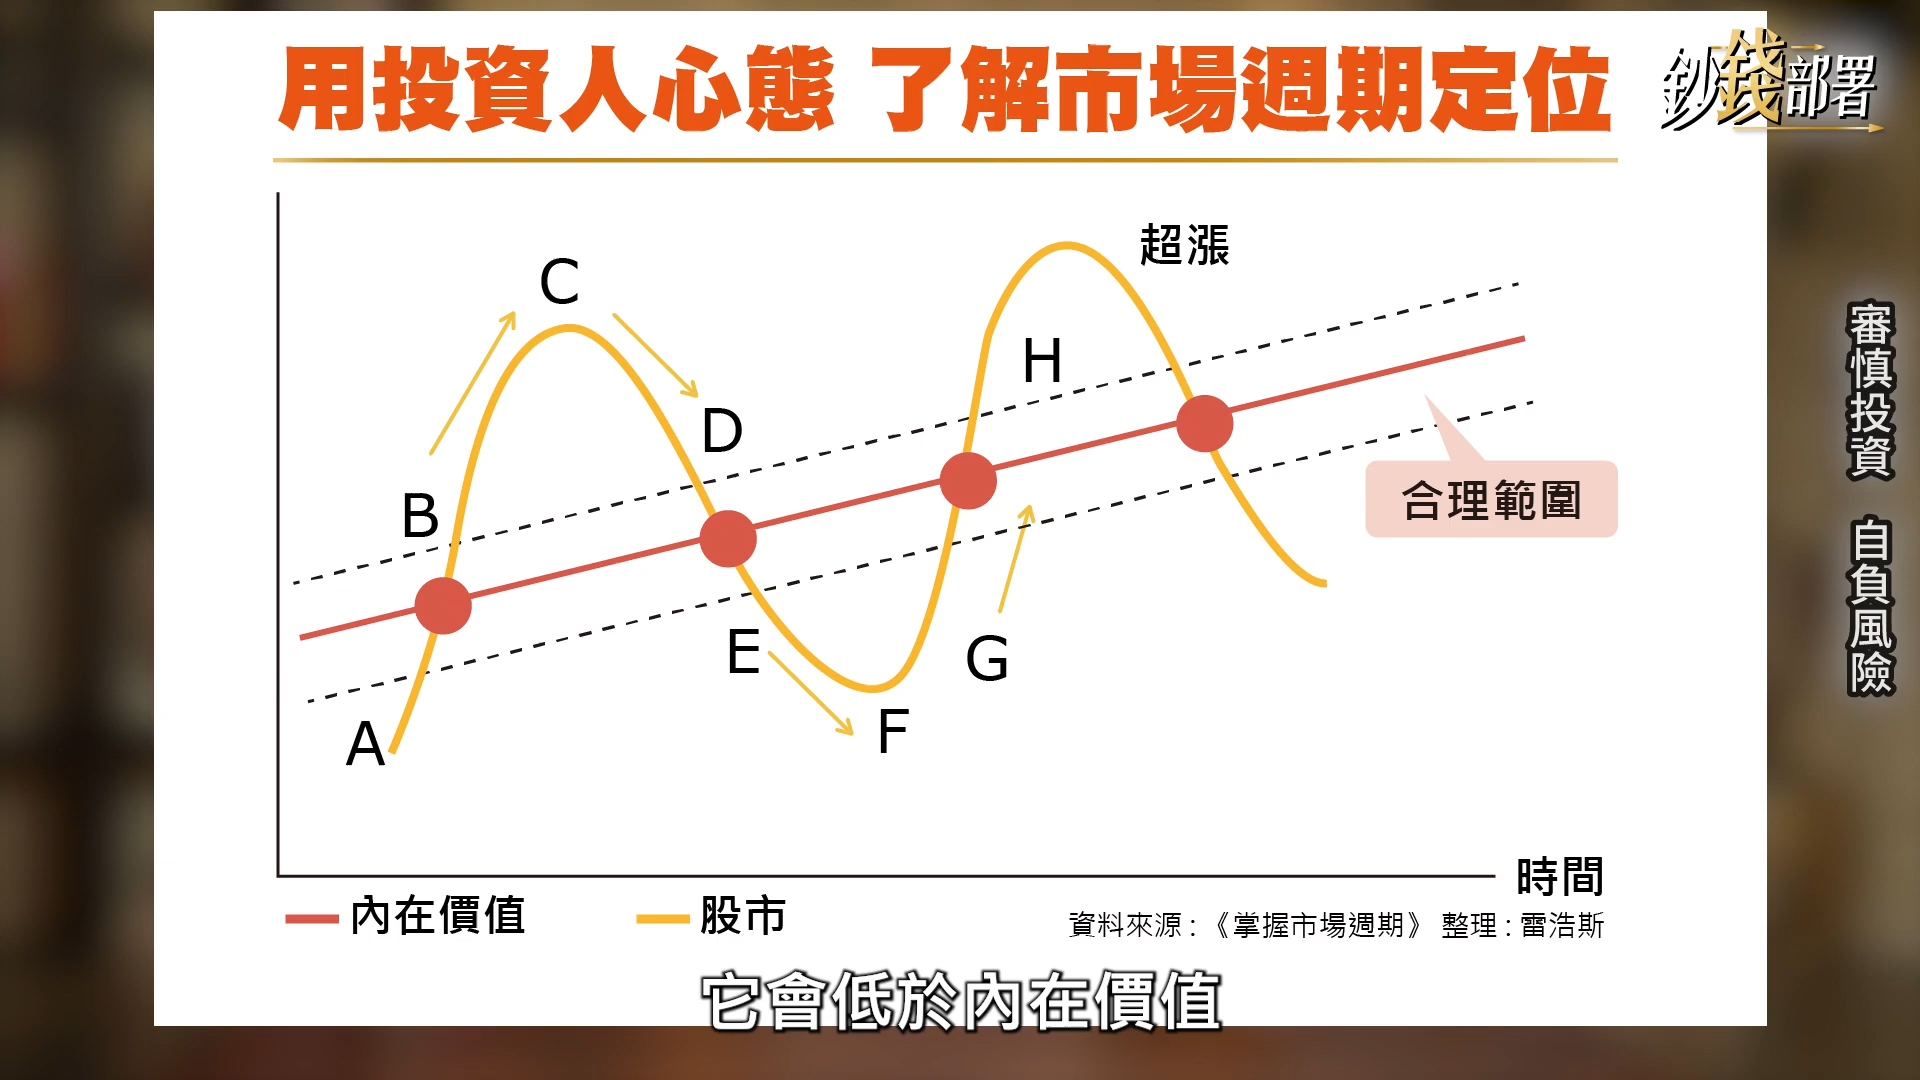 用投資人心態 了解市場週期定位
鈔錢部署
超漲
C
H
D
B
合理範圍
E
G
F
A
時間
內在價值
股市
資料來源:《掌握市場週期》 整理:雷浩斯
它會低於內在價值
審慎投資 自負風險